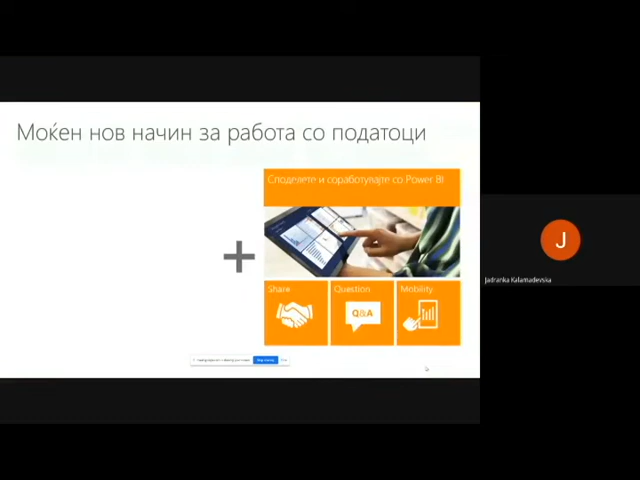 Моќен нов начин за работа со податоци
Споделете и соработувајте со Power BI
Share
Question
Mobility
Q&A
J
Jadranka Kalamadevska